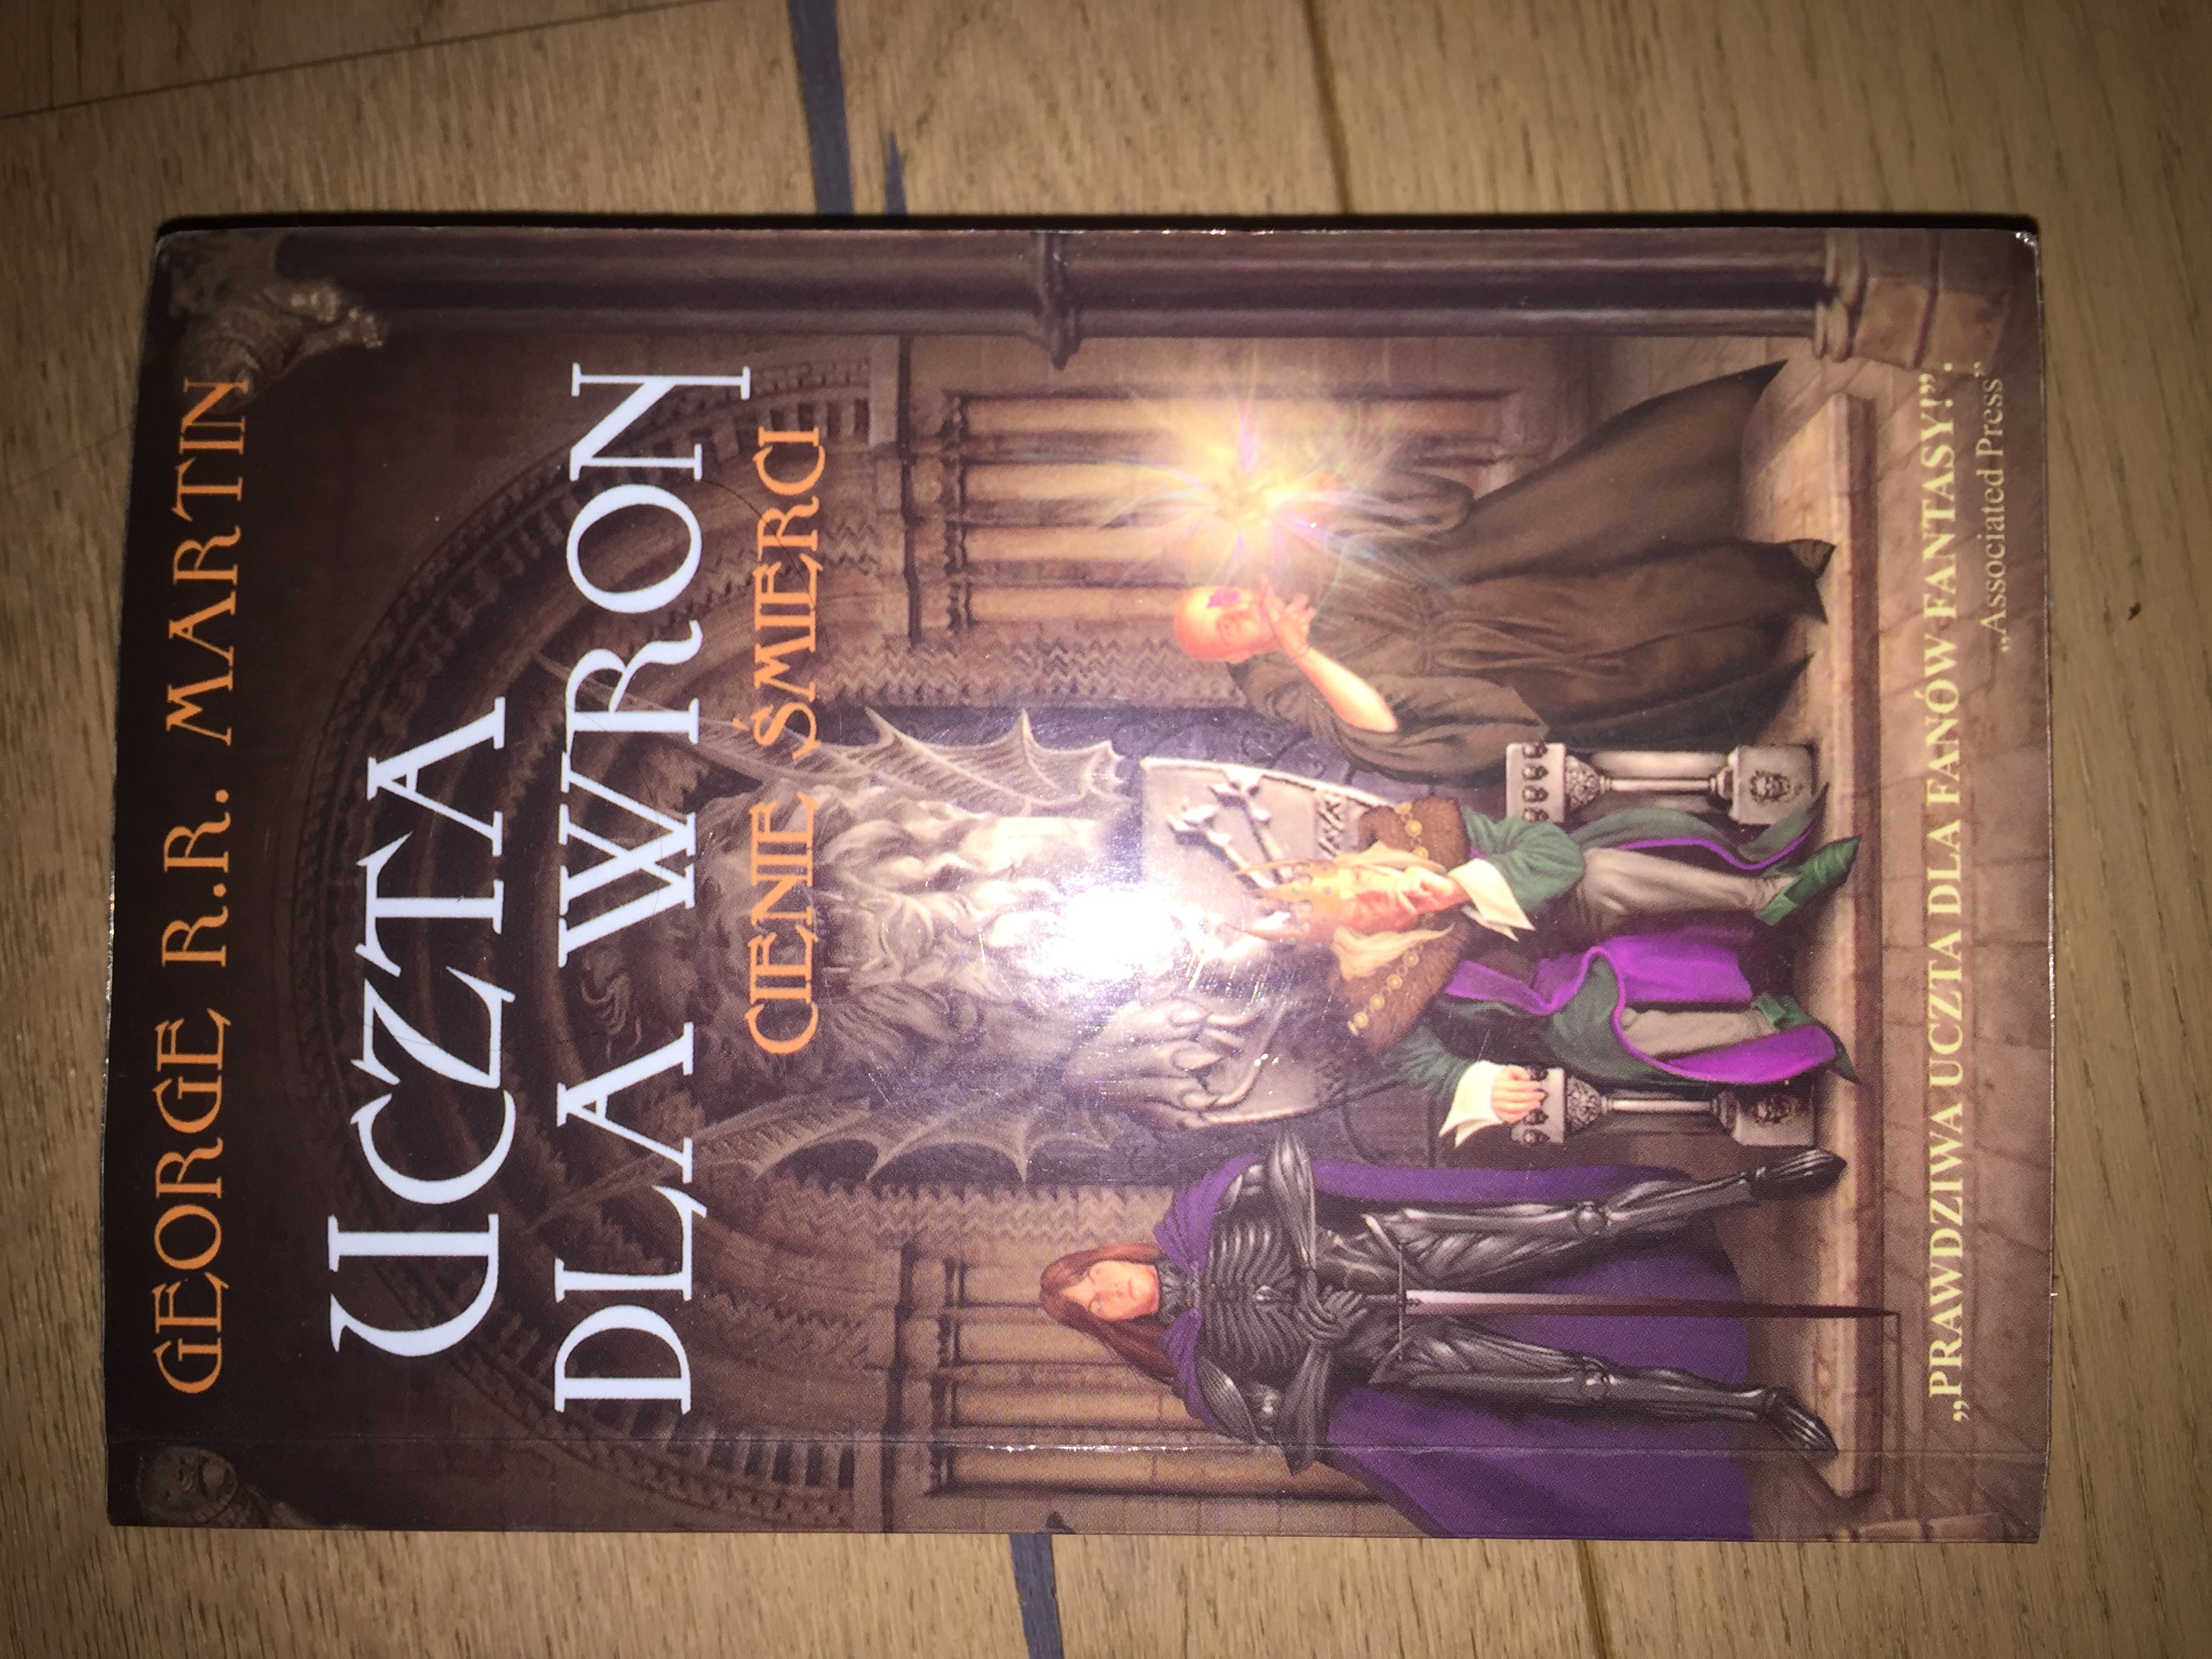 GEORGE R.R. MARTIN
UCZTA
DLA WRON
CIENIE ŚMIERCI
„PRAWDZIWA UCZTA DLA FANÓW FANTASY!”.
„Associated Press”